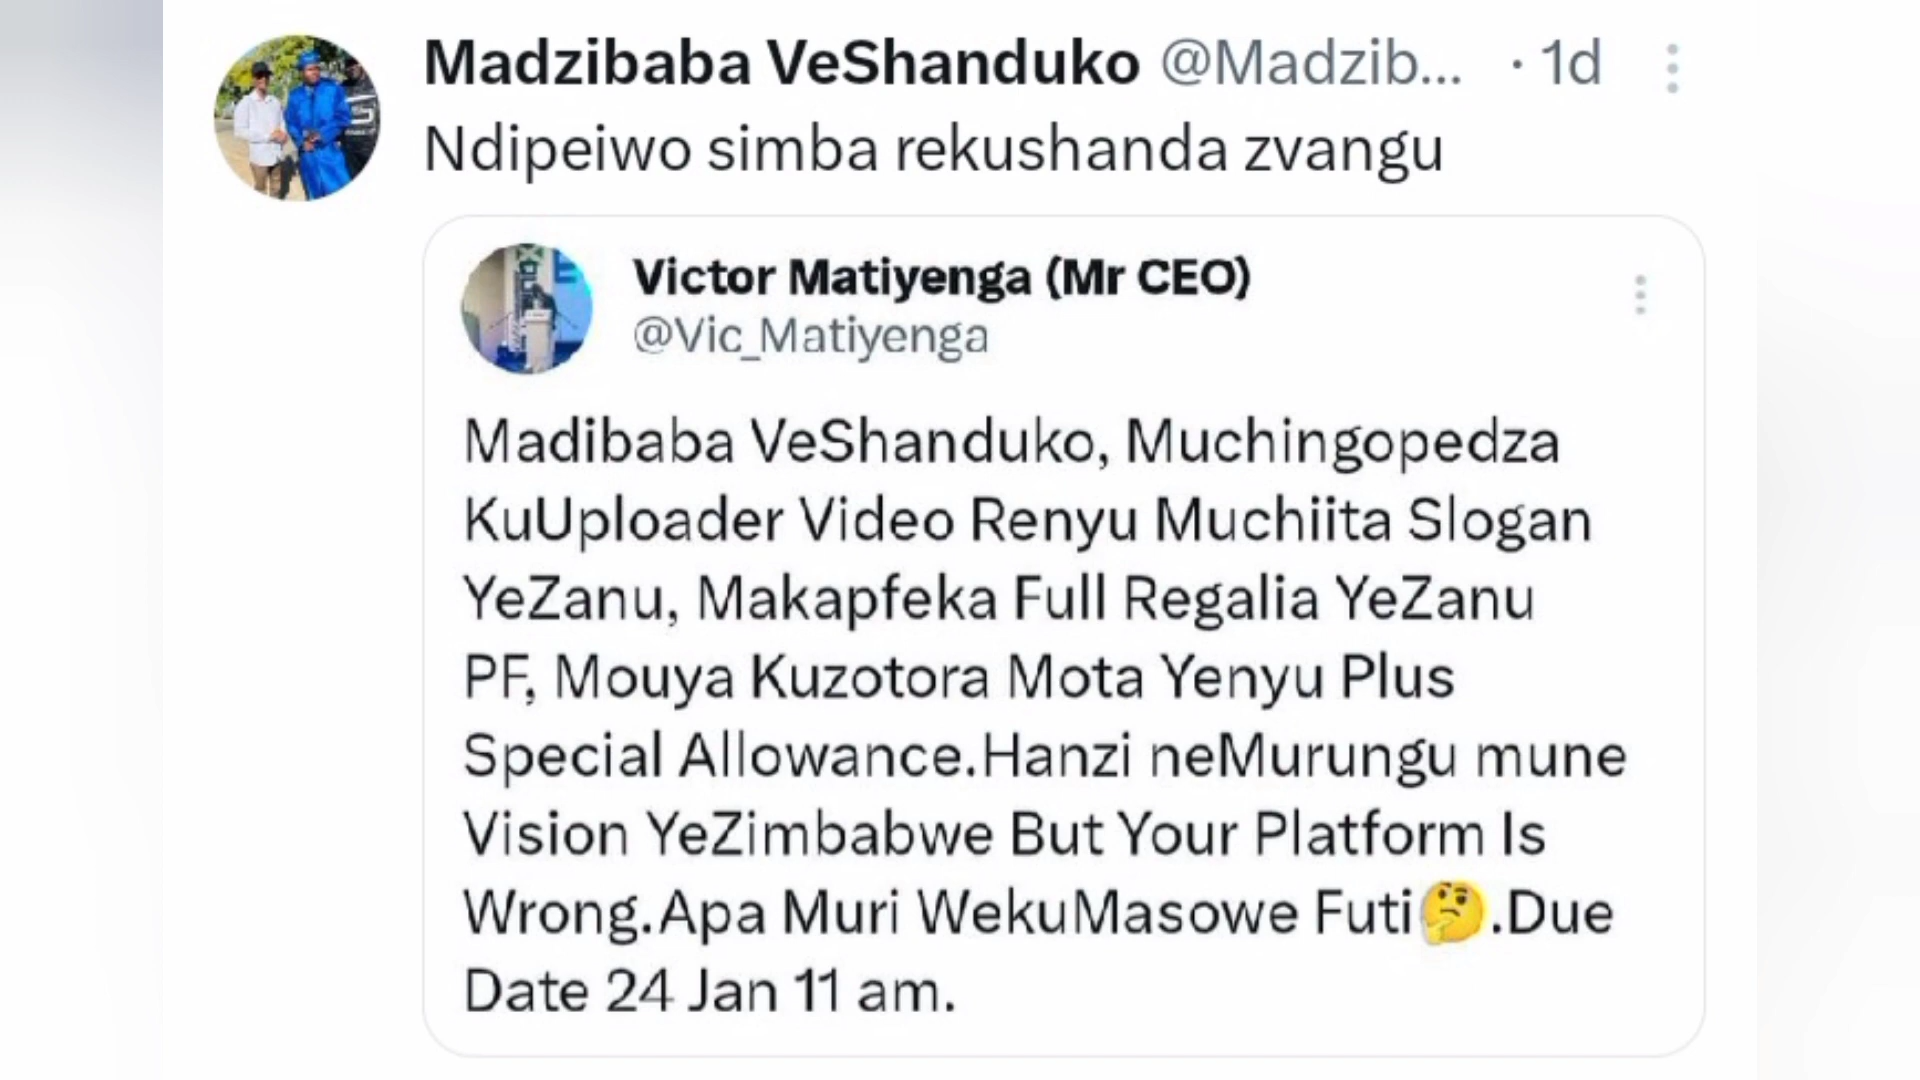 Madzibaba VeShanduko @Madzib... · 1d
Ndipeiwo simba rekushanda zvangu
Victor Matiyenga (Mr CEO)
@Vic_Matiyenga
Madibaba VeShanduko, Muchingopedza
KuUploader Video Renyu Muchiita Slogan
YeZanu, Makapfeka Full Regalia YeZanu
PF, Mouya Kuzotora Mota Yenyu Plus
Special Allowance.Hanzi neMurungu mune
Vision YeZimbabwe But Your Platform Is
Wrong.Apa Muri WekuMasowe Futi🤔.Due
Date 24 Jan 11 am.